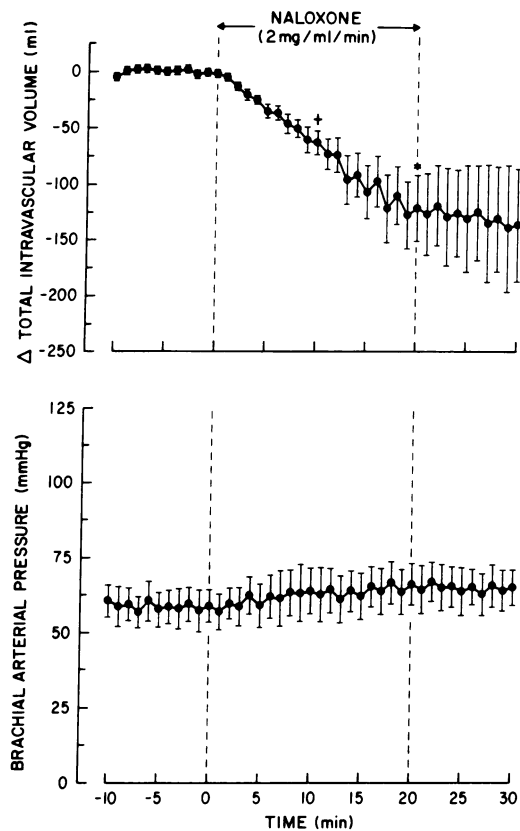 NALOXONE
(2mg/ml/min)
Δ TOTAL INTRAVASCULAR VOLUME (ml)
0
-50
-100
-150
-200
-250
+
*
BRACHIAL ARTERIAL PRESSURE (mmHg)
125
100
75
50
25
0
-10 -5 0 5 10 15 20 25 30
TIME (min)